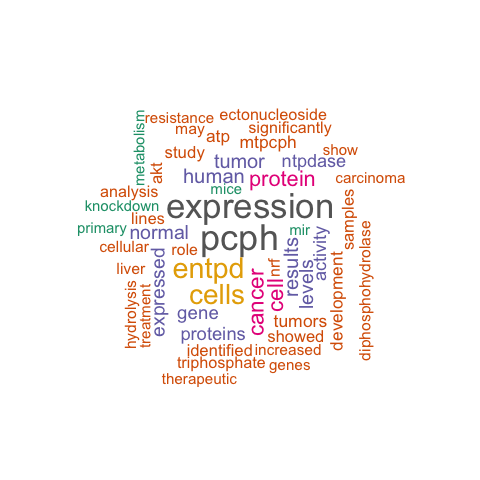 resistance
ectonucleoside
may
significantly
atp
mtpcph
metabolism
study
tumor
ntpdase
show
akt
human
protein
carcinoma
analysis
mice
knockdown
expression
lines
samples
primary
normal
pcph
mir
cellular
role
results
activity
liver
entpd
nrf
levels
development
diphosphohydrolase
expressed
cells
cancer
cell
hydrolysis
treatment
gene
tumors
proteins
showed
identified
increased
triphosphate
genes
therapeutic